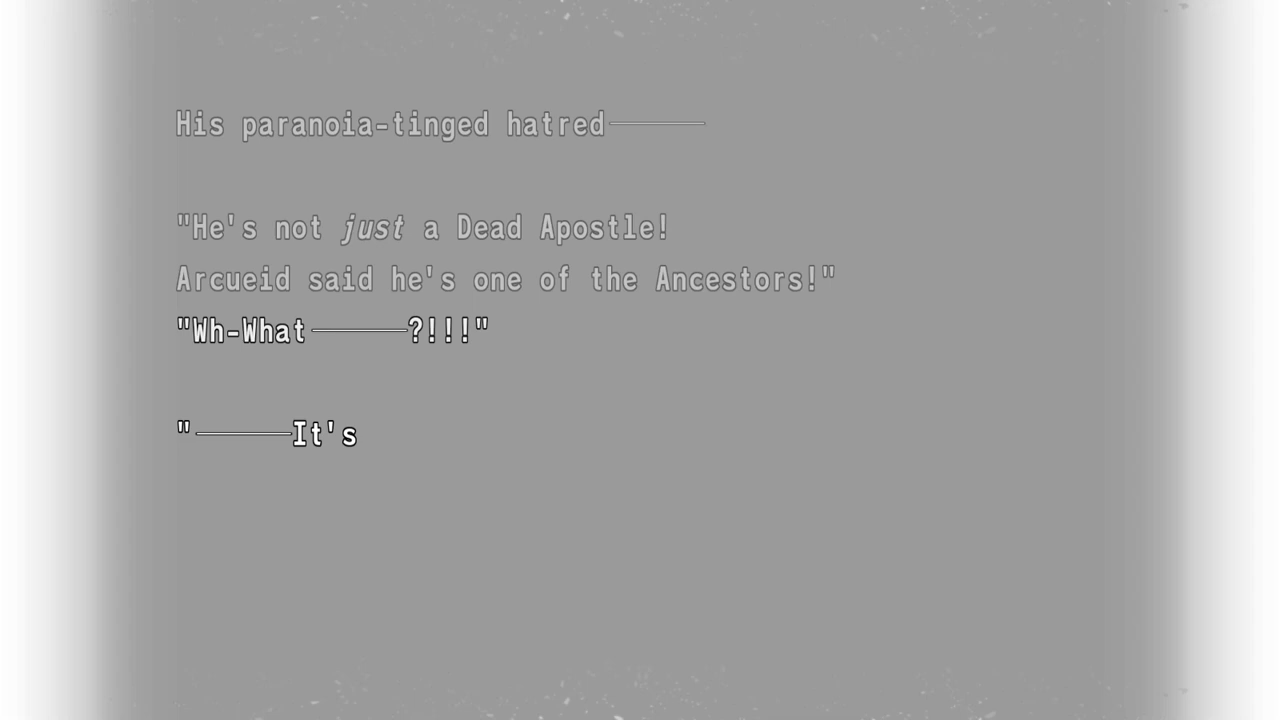 His paranoia-tinged hatred———
"He's not just a Dead Apostle!
Arcueid said he's one of the Ancestors!"
"Wh-What———?!!!"
"———It's